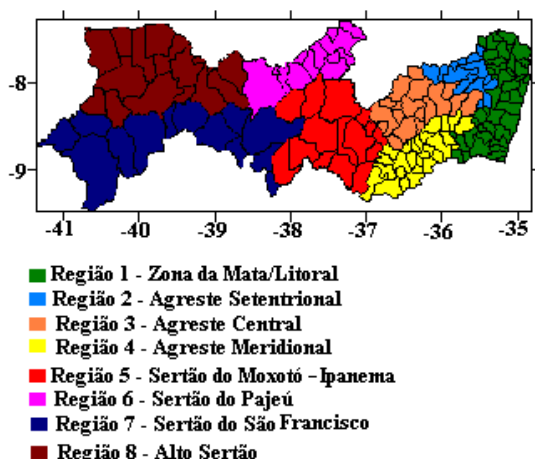 -8
-9
-41 -40 -39 -38 -37 -36 -35
Região 1 - Zona da Mata/Litoral
Região 2 - Agreste Setentrional
Região 3 - Agreste Central
Região 4 - Agreste Meridional
Região 5 - Sertão do Moxotó -Ipanema
Região 6 - Sertão do Pajeú
Região 7 - Sertão do São Francisco
Região 8 - Alto Sertão